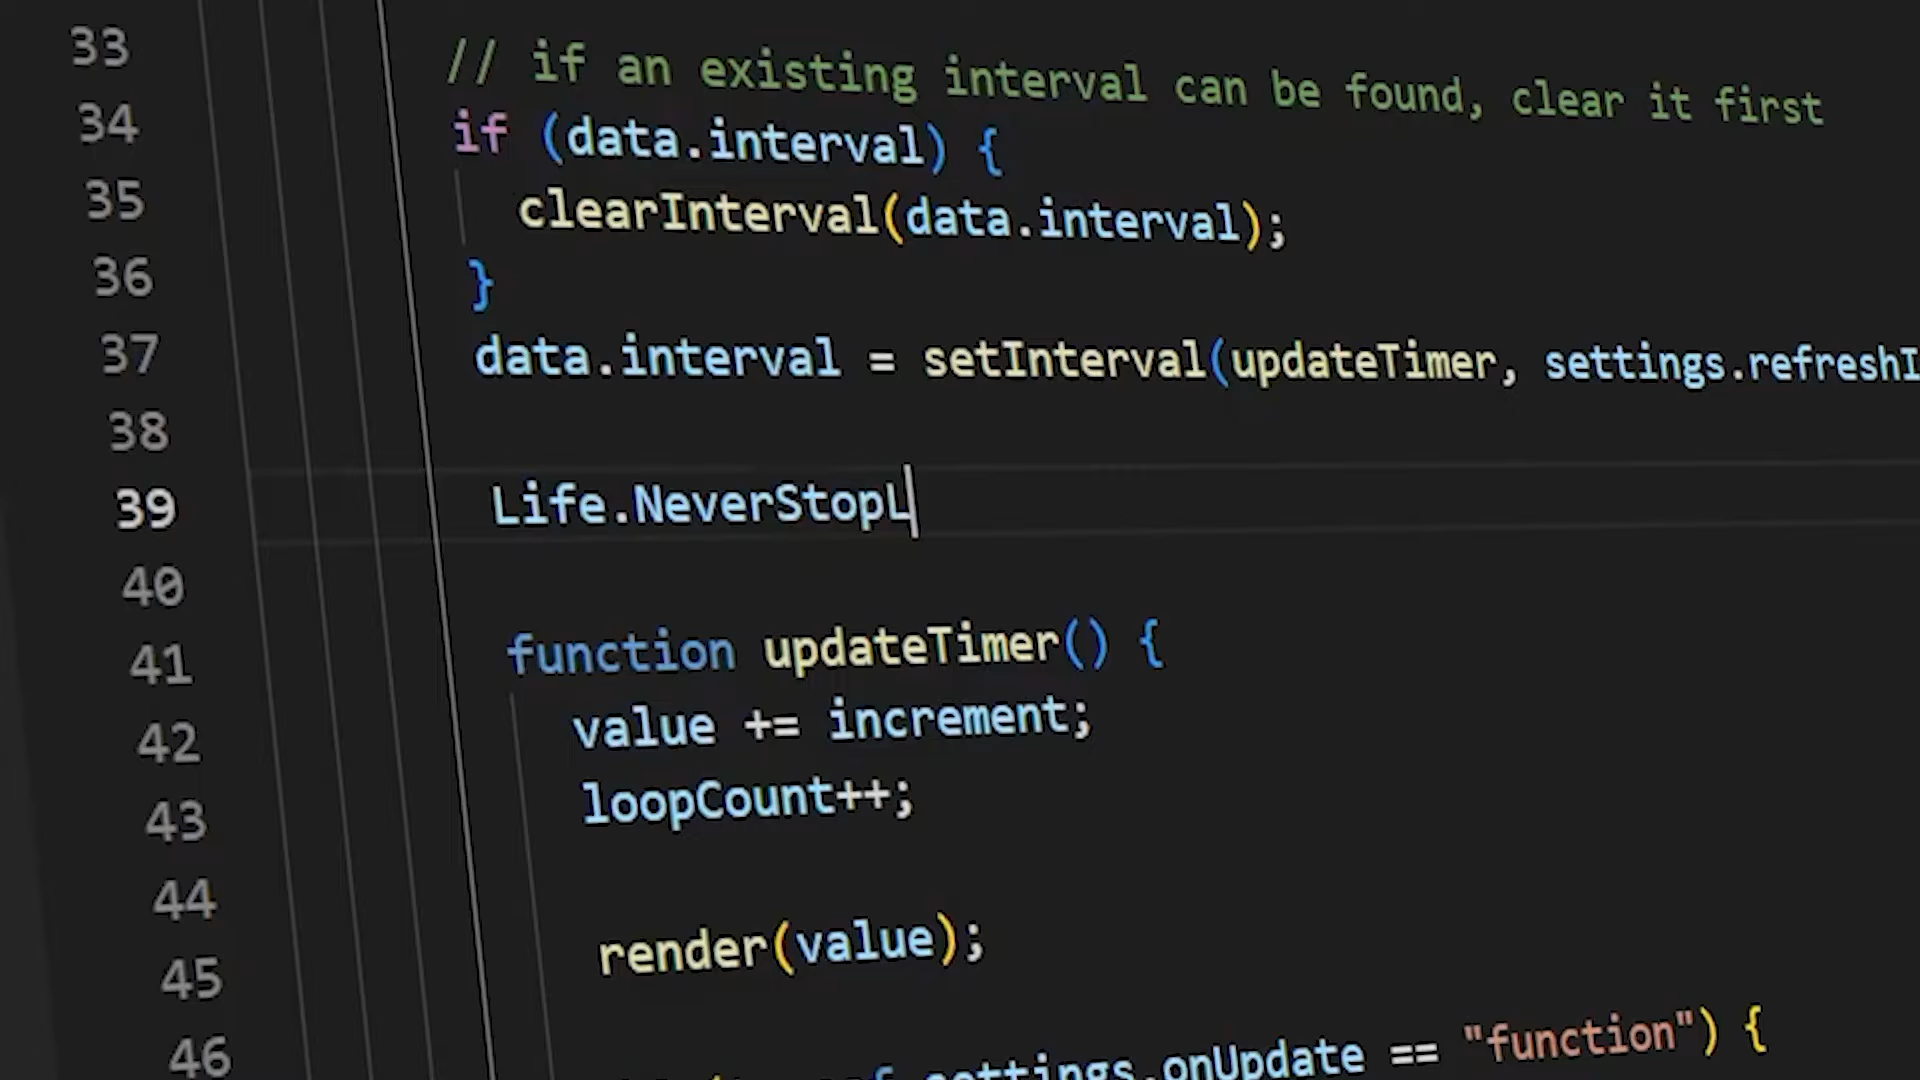 33 // if an existing interval can be found, clear it first
34 if (data.interval) {
35 clearInterval(data.interval);
36 }
37 data.interval = setInterval(updateTimer, settings.refreshI
38
39 Life.NeverStopL
40
41 function updateTimer() {
42 value += increment;
43 loopCount++;
44
45 render(value);
46
settings.onUpdate == "function") {